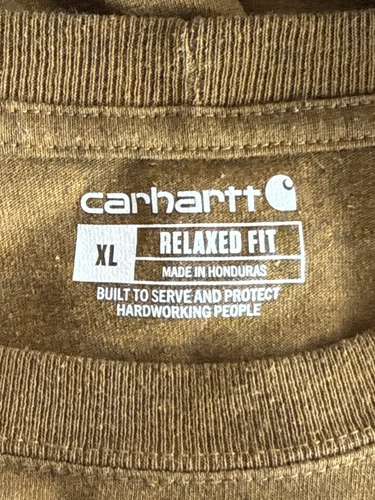 carhartt
XL
RELAXED FIT
MADE IN HONDURAS
BUILT TO SERVE AND PROTECT
HARDWORKING PEOPLE